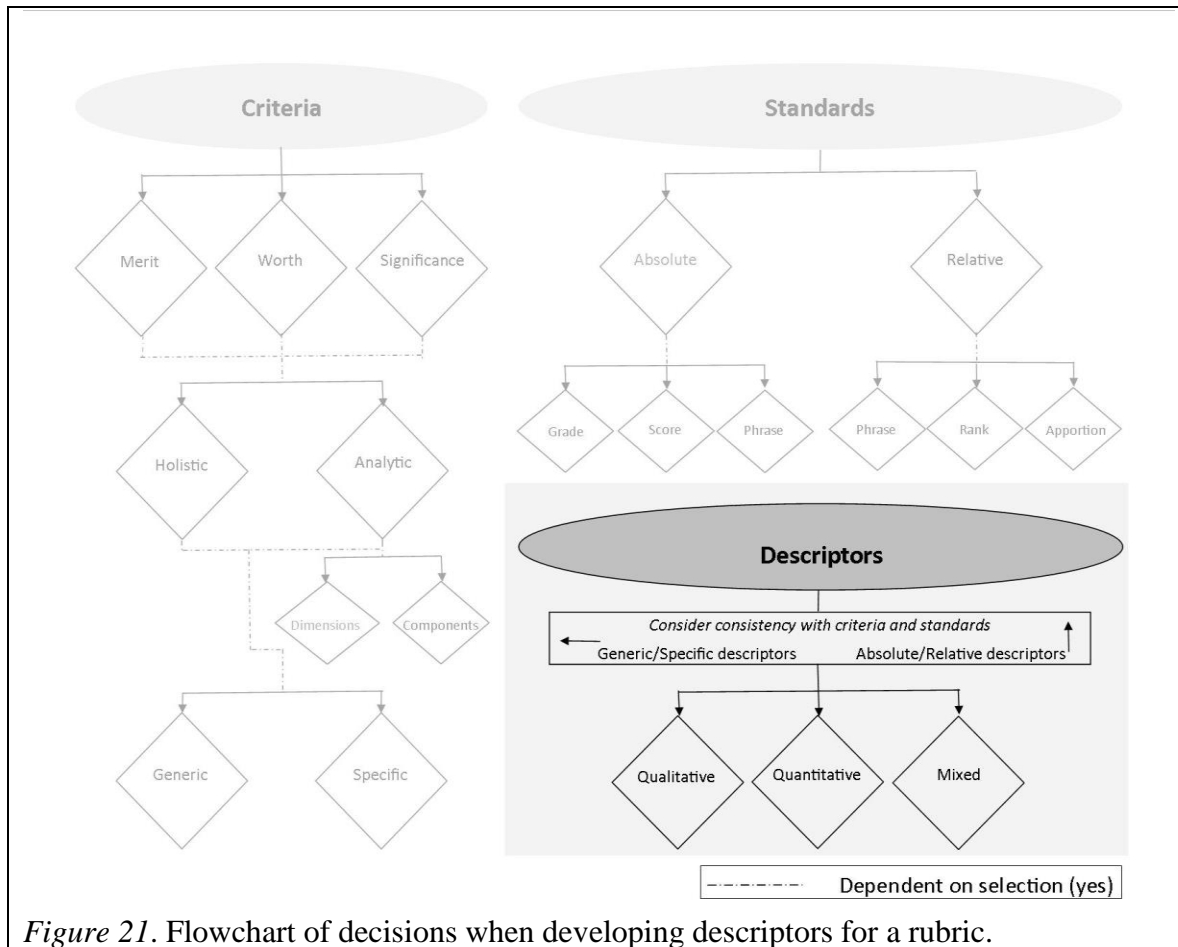 Criteria
Standards
Merit
Worth
Significance
Absolute
Relative
Holistic
Analytic
Grade
Score
Phrase
Phrase
Rank
Apportion
Dimensions
Components
Generic
Specific
Descriptors
Consider consistency with criteria and standards
Generic/Specific descriptors
Absolute/Relative descriptors
Qualitative
Quantitative
Mixed
Dependent on selection (yes)
Figure 21. Flowchart of decisions when developing descriptors for a rubric.